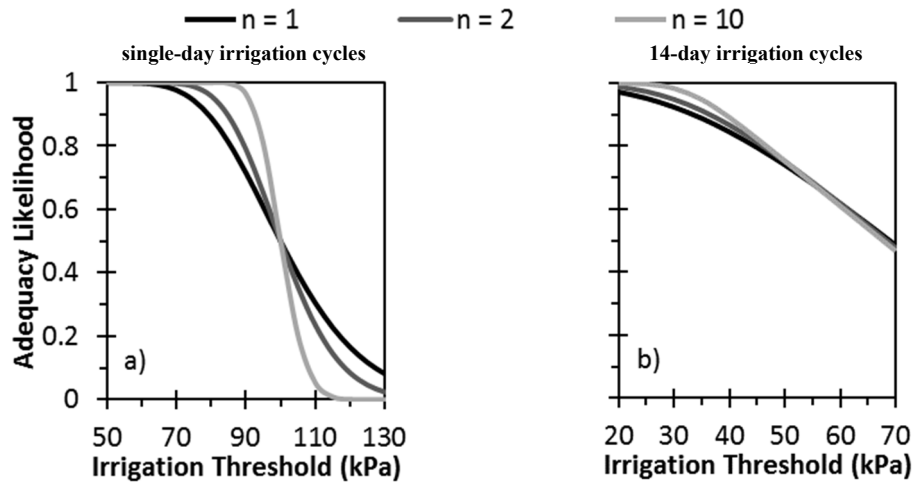 n = 1 n = 2 n = 10
single-day irrigation cycles 14-day irrigation cycles
Adequacy Likelihood
1
0.8
0.6
0.4
0.2
0
a) b)
50 70 90 110 130 20 30 40 50 60 70
Irrigation Threshold (kPa) Irrigation Threshold (kPa)